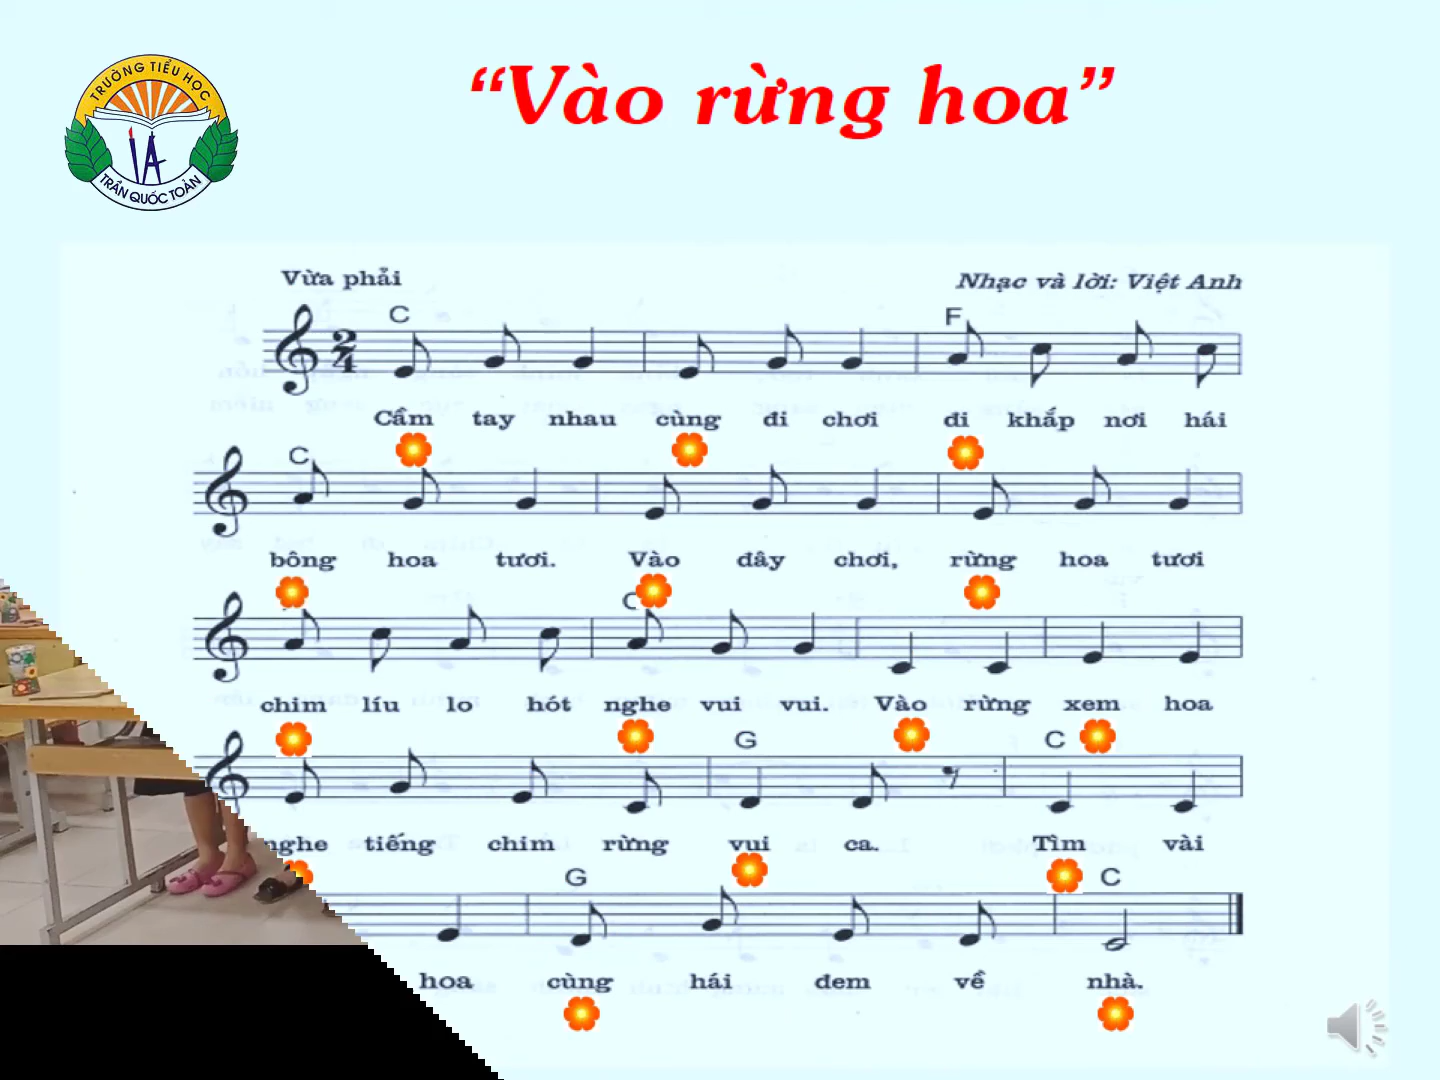 “Vào rừng hoa”
TRƯỜNG TIỂU HỌC
TRẦN QUỐC TOẢN
Vừa phải
Nhạc và lời: Việt Anh
C F
2
4
Cầm tay nhau cùng đi chơi đi khắp nơi hái
C
bông hoa tươi. Vào đây chơi, rừng hoa tươi
C
chim líu lo hót nghe vui vui. Vào rừng xem hoa
G C
nghe tiếng chim rừng vui ca. Tìm vài
G C
hoa cùng hái đem về nhà.